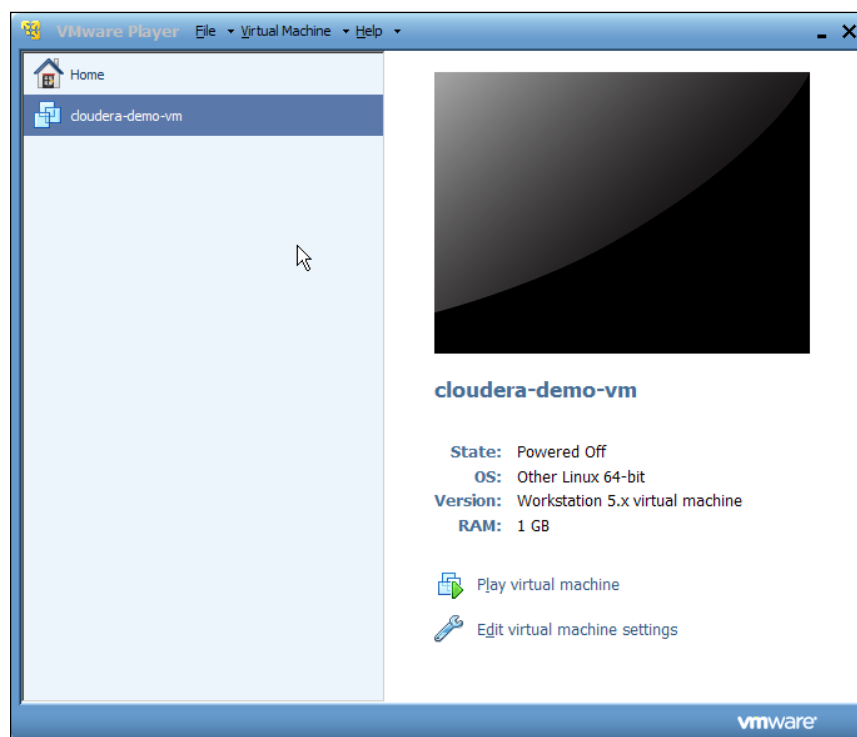 VMware Player File Virtual Machine Help
Home
cloudera-demo-vm
cloudera-demo-vm
State: Powered Off
OS: Other Linux 64-bit
Version: Workstation 5.x virtual machine
RAM: 1 GB
Play virtual machine
Edit virtual machine settings
vmware